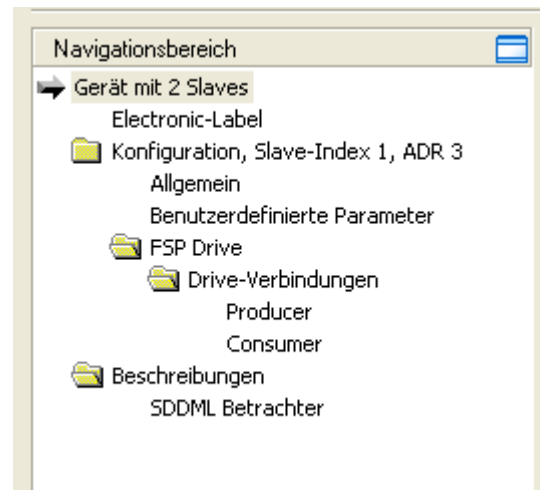 Navigationsbereich
Gerät mit 2 Slaves
Electronic-Label
Konfiguration, Slave-Index 1, ADR 3
Allgemein
Benutzerdefinierte Parameter
FSP Drive
Drive-Verbindungen
Producer
Consumer
Beschreibungen
SDDML Betrachter